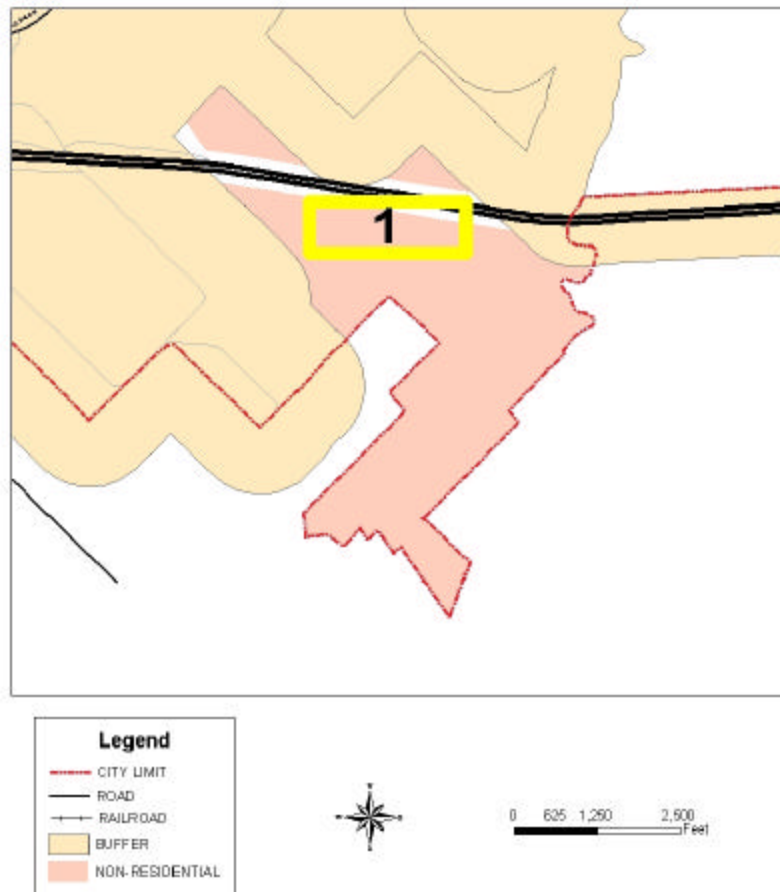 1
Legend
CITY LIMIT
ROAD
RAILROAD
BUFFER
NON-RESIDENTIAL
0 625 1,250 2,500
Feet